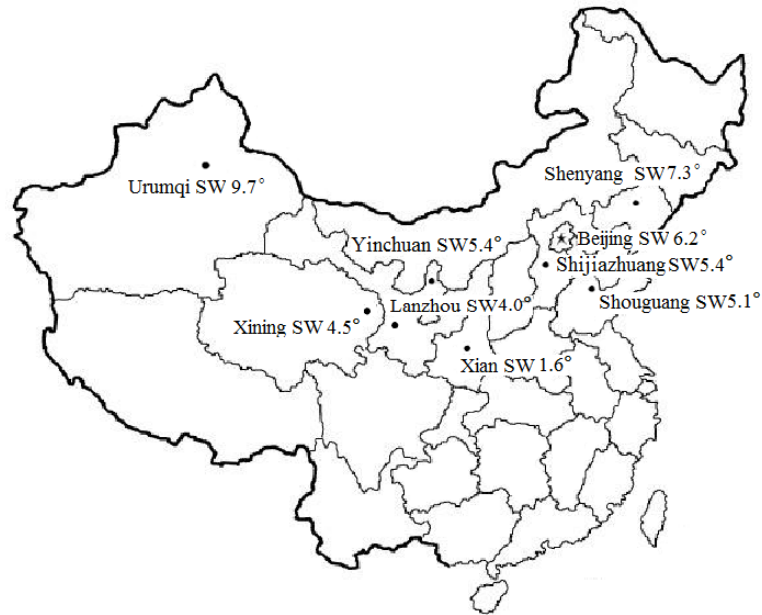 Shenyang SW7.3°
Urumqi SW 9.7°
Beijing SW 6.2°
Yinchuan SW5.4°
Shijiazhuang SW5.4°
Lanzhou SW4.0°
Shouguang SW5.1°
Xining SW 4.5°
Xian SW 1.6°